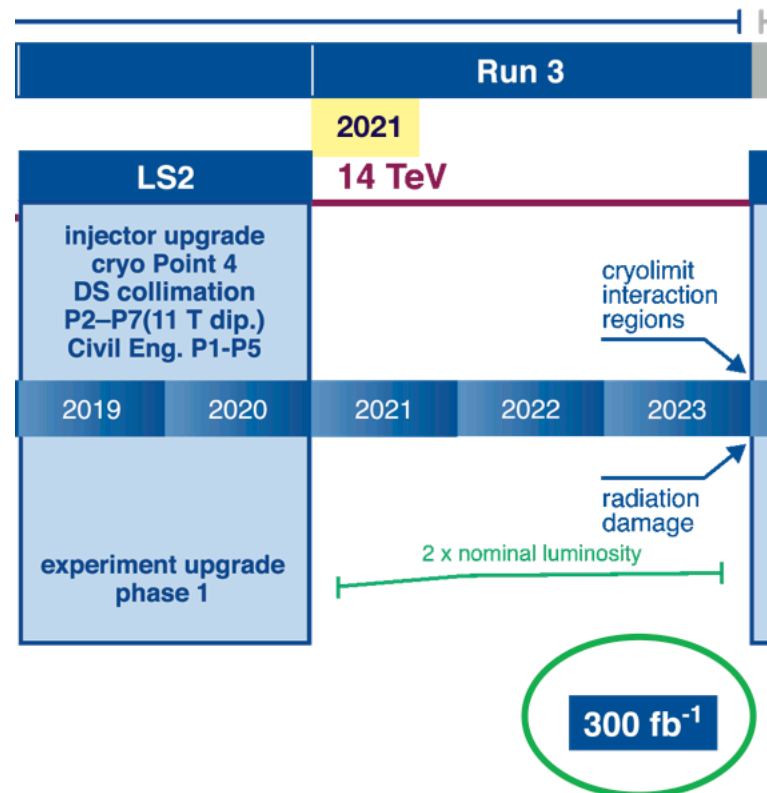 Run 3
2021
LS2
14 TeV
injector upgrade
cryo Point 4
DS collimation
P2–P7(11 T dip.)
Civil Eng. P1-P5
cryolimit
interaction
regions
2019 2020 2021 2022 2023
radiation
damage
experiment upgrade
phase 1
2 x nominal luminosity
300 fb⁻¹